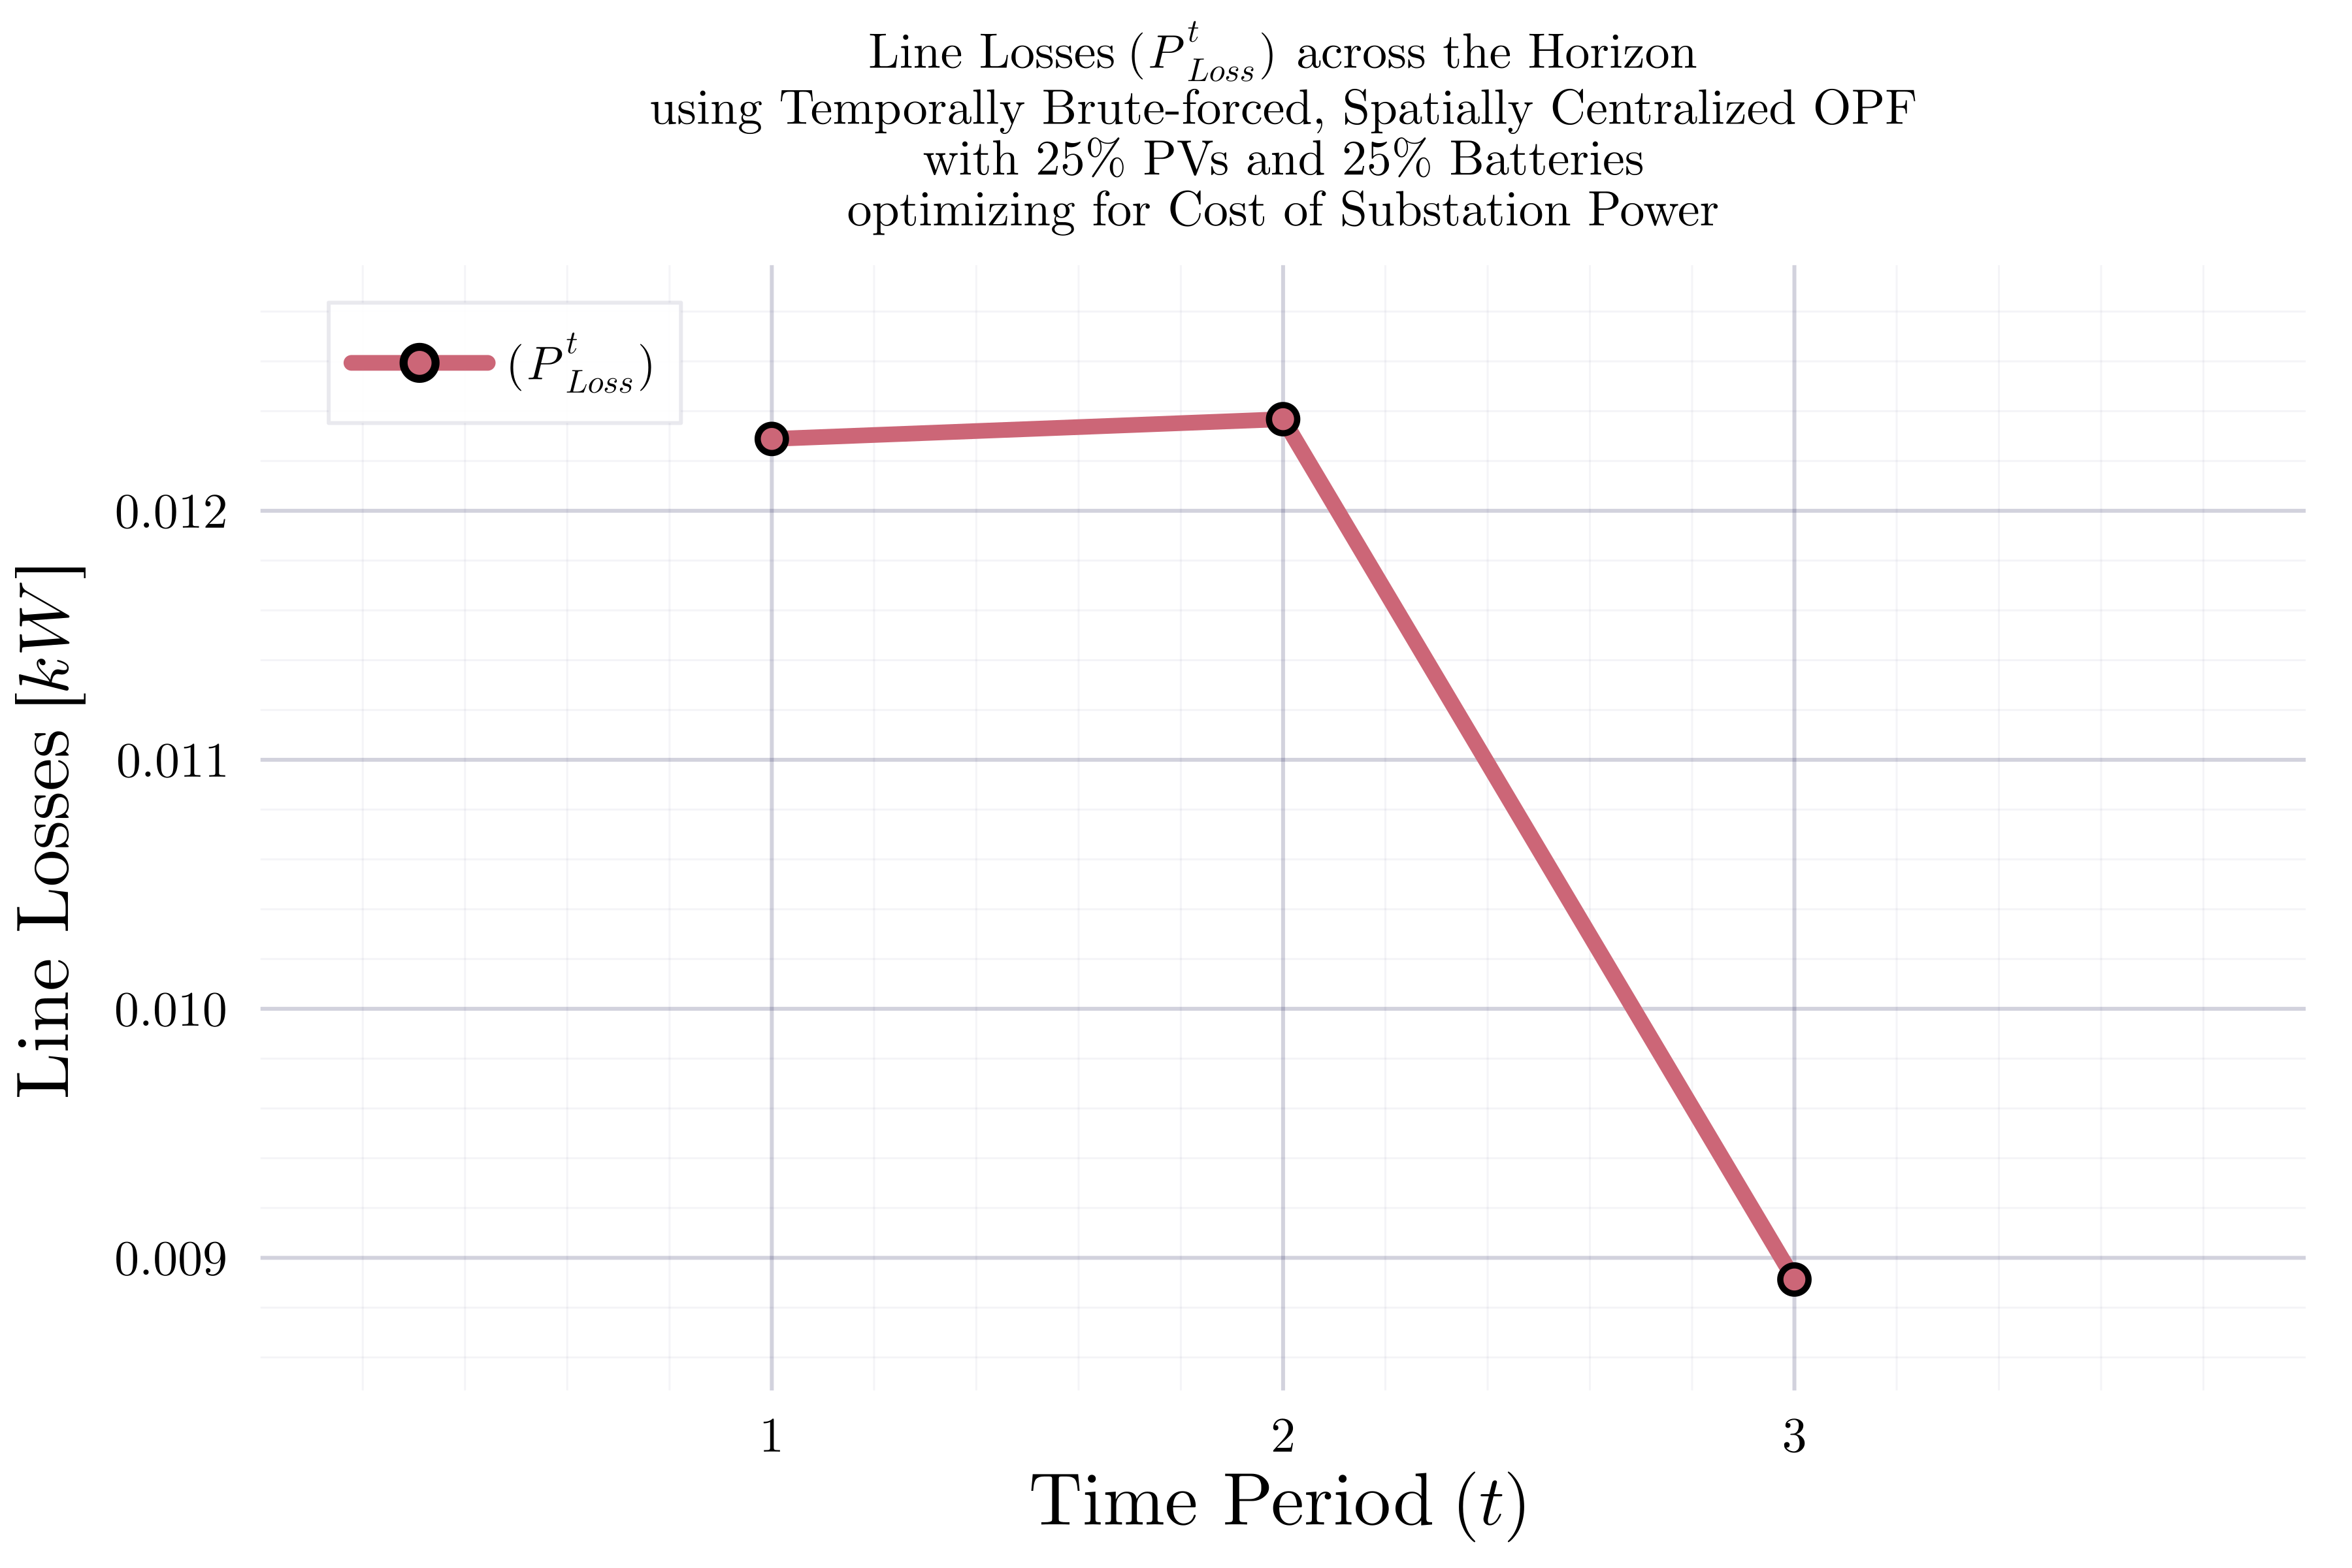 Line Losses (P^t_Loss) across the Horizon
using Temporally Brute-forced, Spatially Centralized OPF
with 25% PVs and 25% Batteries
optimizing for Cost of Substation Power
(P^t_Loss)
Line Losses [kW]
0.012
0.011
0.010
0.009
1 2 3
Time Period (t)